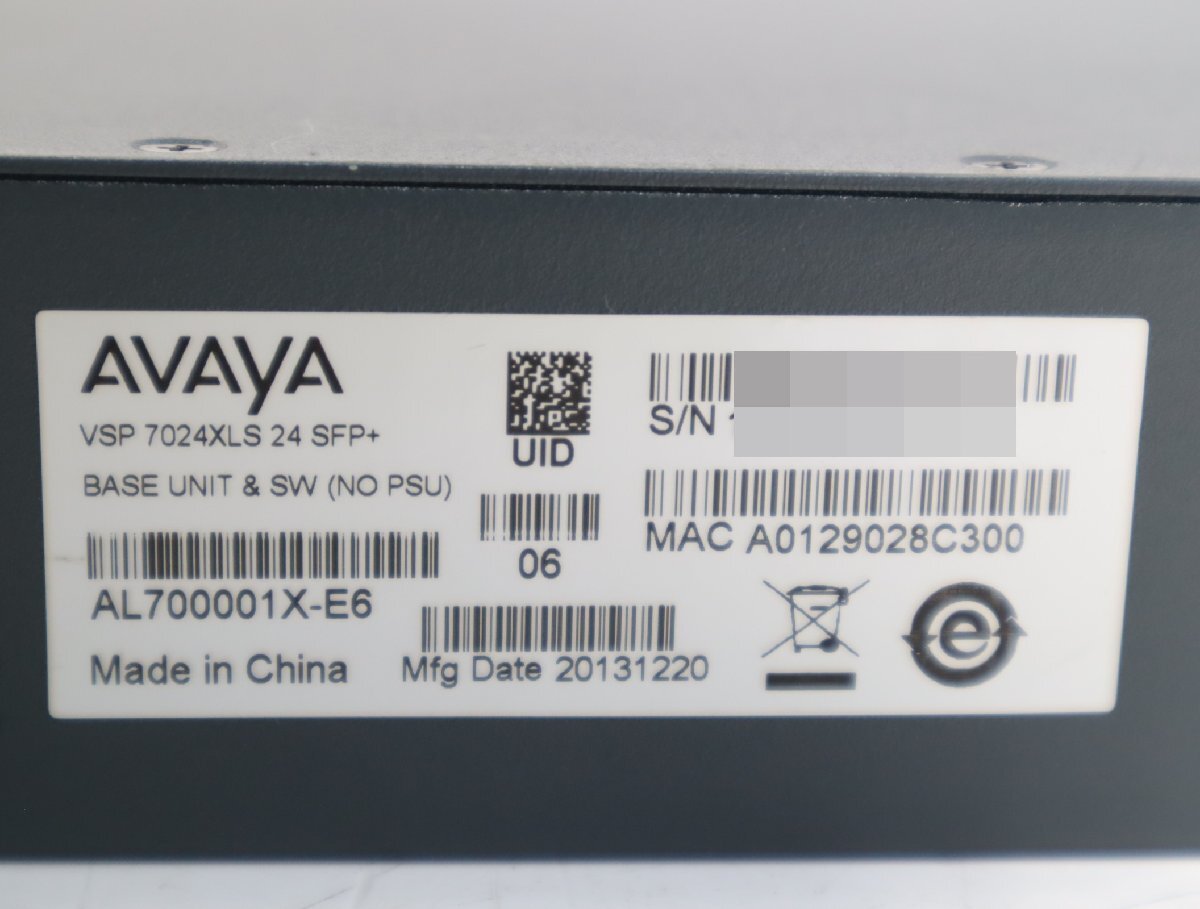 AVAYA
VSP 7024XLS 24 SFP+
BASE UNIT & SW (NO PSU)
AL700001X-E6
Made in China
UID
06
Mfg Date 20131220
S/N
MAC A0129028C300
e